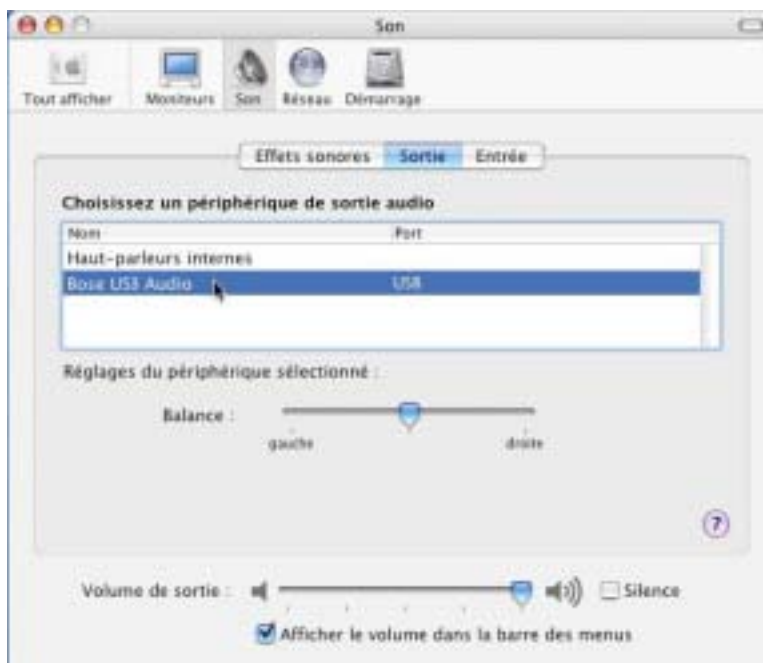 Son
Tout afficher Moniteurs Son Réseau Démarrage
Effets sonores Sortie Entrée
Choisissez un périphérique de sortie audio
Nom Port
Haut-parleurs internes
Bose USB Audio USB
Réglages du périphérique sélectionné :
Balance :
gauche droite
?
Volume de sortie : Silence
Afficher le volume dans la barre des menus